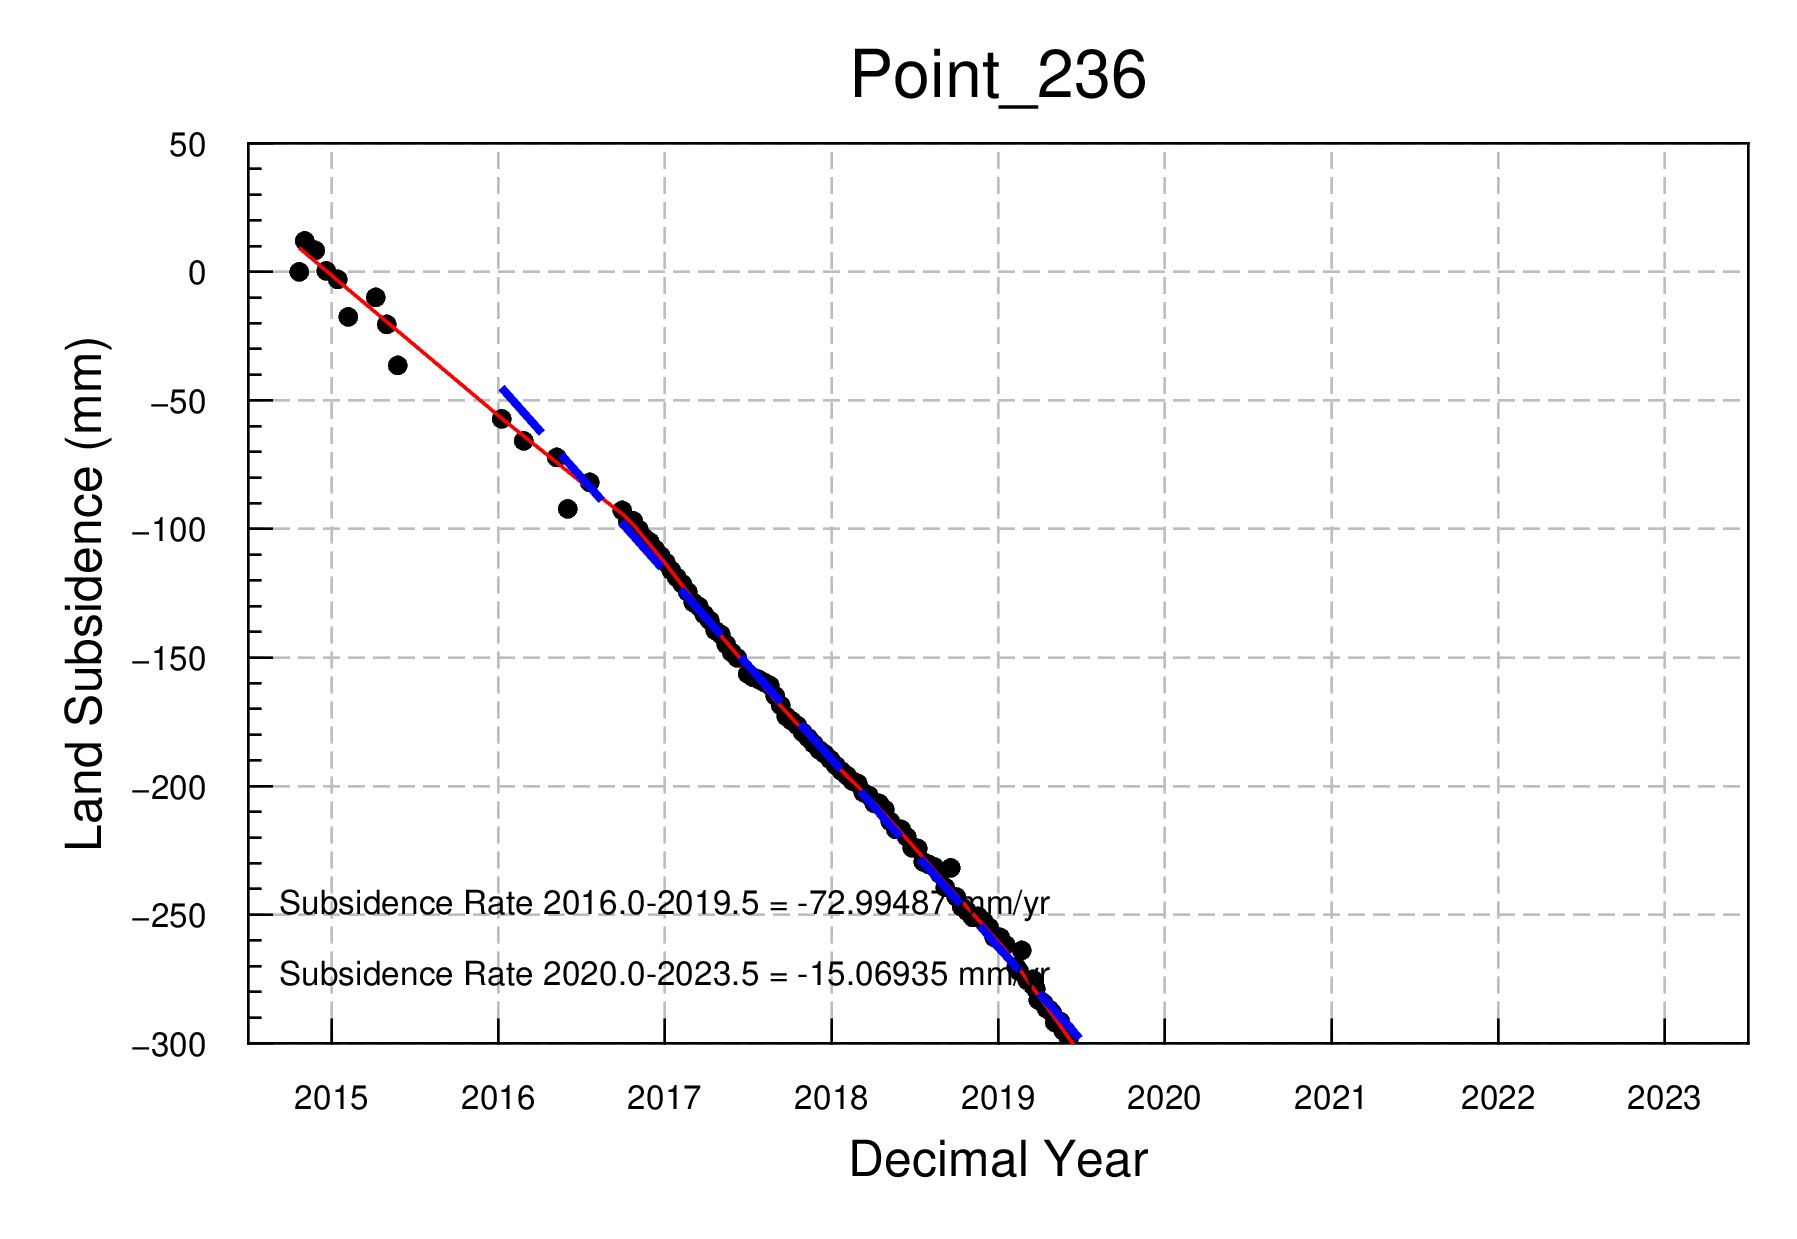 Point_236
50
0
−50
−100
−150
−200
−250
−300
Land Subsidence (mm)
Subsidence Rate 2016.0-2019.5 = -72.99487 mm/yr
Subsidence Rate 2020.0-2023.5 = -15.06935 mm/yr
2015 2016 2017 2018 2019 2020 2021 2022 2023
Decimal Year